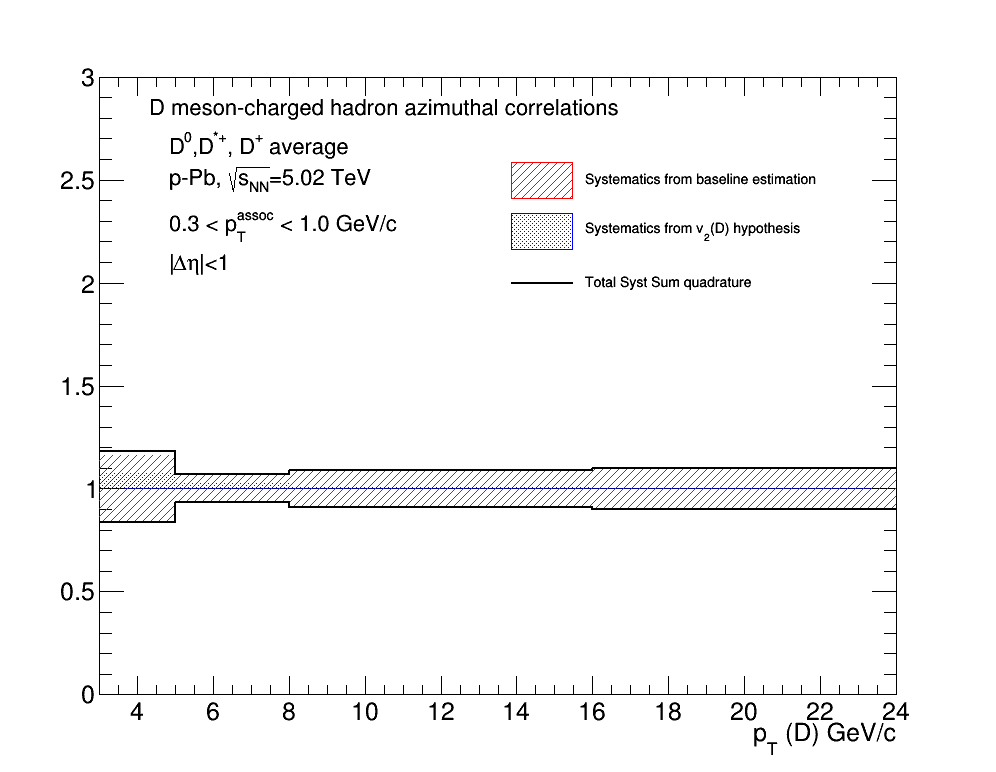 D meson-charged hadron azimuthal correlations
D⁰,D*⁺, D⁺ average
p-Pb, √s_NN=5.02 TeV
0.3 < p_T^assoc < 1.0 GeV/c
|Δη|<1
Systematics from baseline estimation
Systematics from v₂(D) hypothesis
Total Syst Sum quadrature
3
2.5
2
1.5
1
0.5
0
4 6 8 10 12 14 16 18 20 22 24
p_T (D) GeV/c